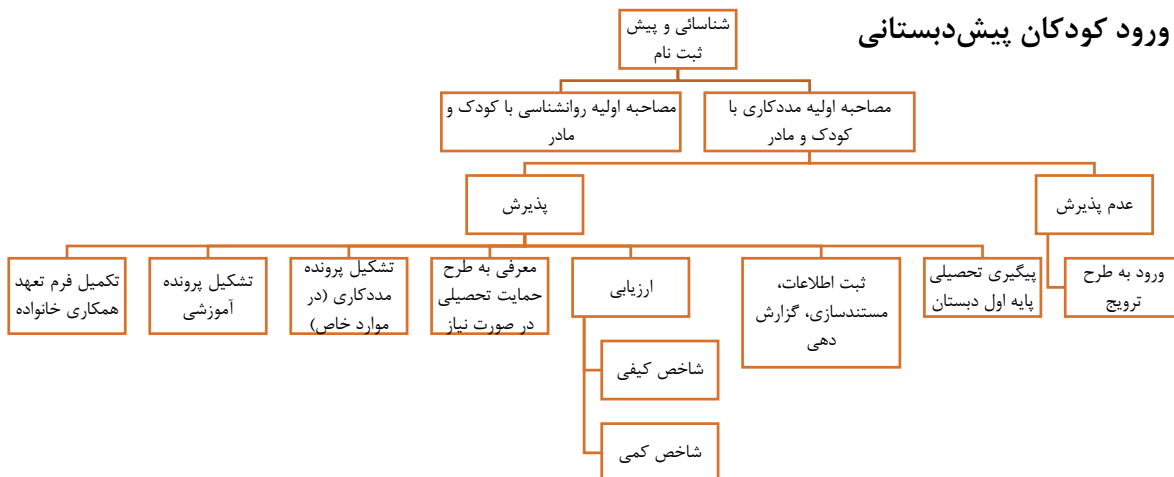 ورود کودکان پیش‌دبستانی
شناسائی و پیش
ثبت نام
مصاحبه اولیه مددکاری با
کودک و مادر
مصاحبه اولیه روانشناسی با کودک و
مادر
عدم پذیرش
پذیرش
ورود به طرح
ترویج
پیگیری تحصیلی
پایه اول دبستان
ثبت اطلاعات،
مستندسازی، گزارش
دهی
ارزیابی
معرفی به طرح
حمایت تحصیلی
در صورت نیاز
تشکیل پرونده
مددکاری (در
موارد خاص)
تشکیل پرونده
آموزشی
تکمیل فرم تعهد
همکاری خانواده
شاخص کیفی
شاخص کمی